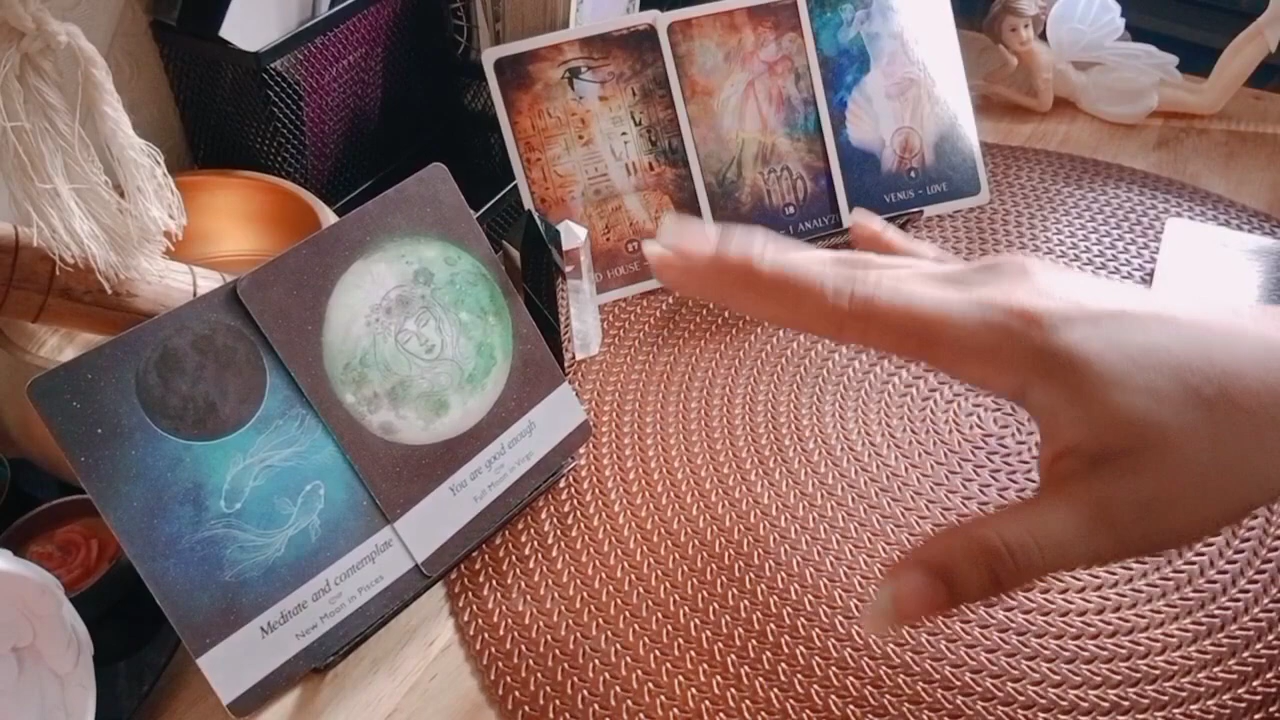 D HOUSE -
18
- I ANALYZ
4
VENUS - LOVE
You are good enough
Full Moon in Virgo
Meditate and contemplate
New Moon in Pisces